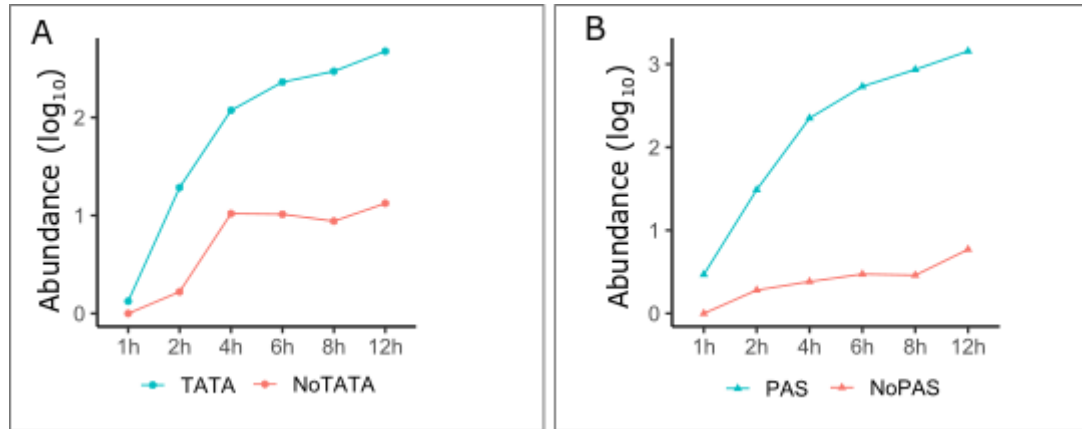 A
Abundance (log₁₀)
2
1
0
1h 2h 4h 6h 8h 12h
TATA NoTATA
B
Abundance (log₁₀)
3
2
1
0
1h 2h 4h 6h 8h 12h
PAS NoPAS